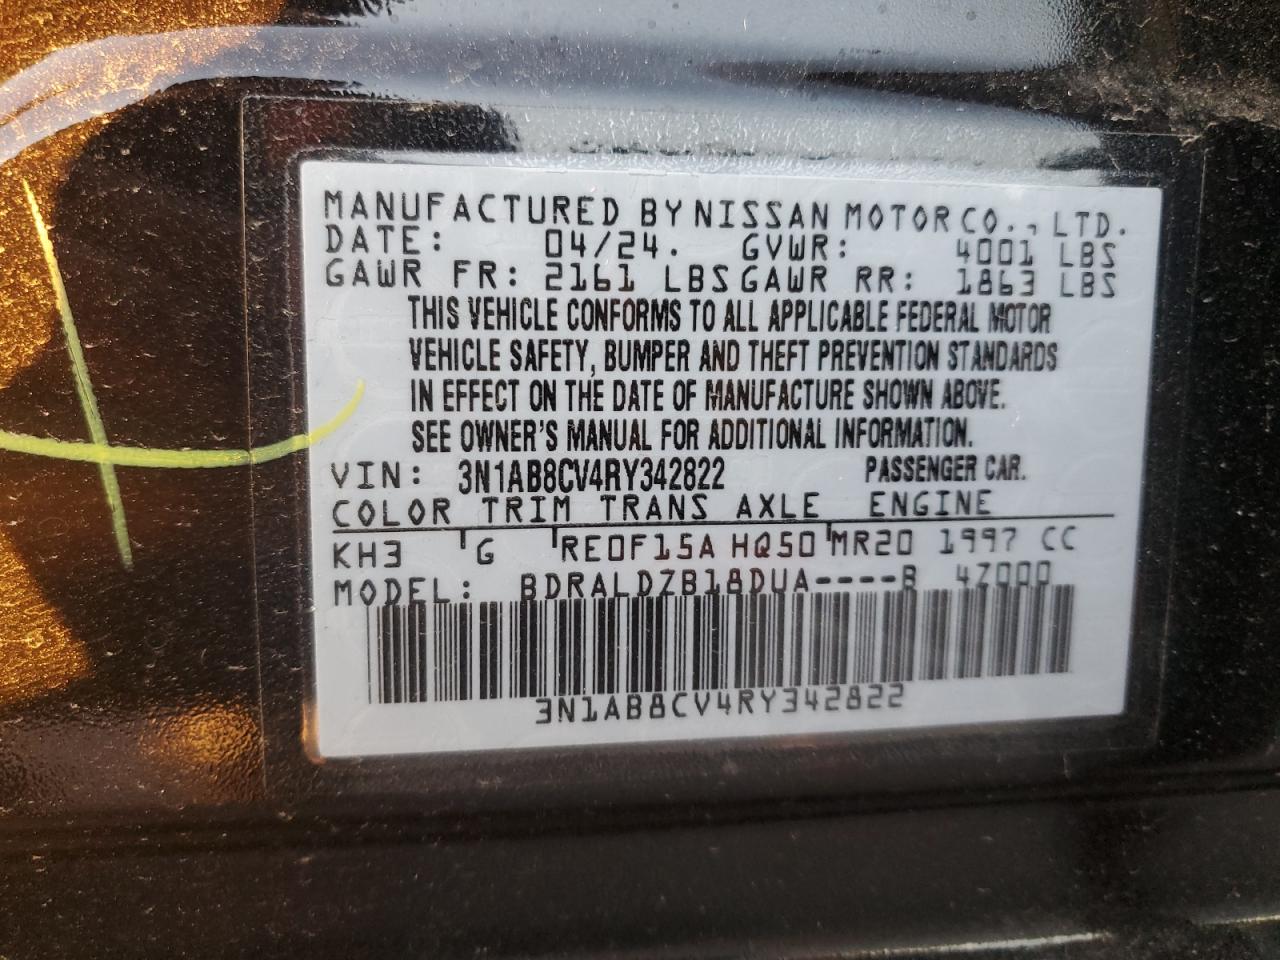 MANUFACTURED BY NISSAN MOTOR CO., LTD.
DATE: 04/24. GVWR: 4001 LBS
GAWR FR: 2161 LBS GAWR RR: 1863 LBS
THIS VEHICLE CONFORMS TO ALL APPLICABLE FEDERAL MOTOR
VEHICLE SAFETY, BUMPER AND THEFT PREVENTION STANDARDS
IN EFFECT ON THE DATE OF MANUFACTURE SHOWN ABOVE.
SEE OWNER'S MANUAL FOR ADDITIONAL INFORMATION.
VIN: 3N1AB8CV4RY342822 PASSENGER CAR.
COLOR TRIM TRANS AXLE ENGINE
KH3 G RE0F15A HQ50 MR20 1997 CC
MODEL: BDRALDZB18DUA----B 4Z000
3N1AB8CV4RY342822